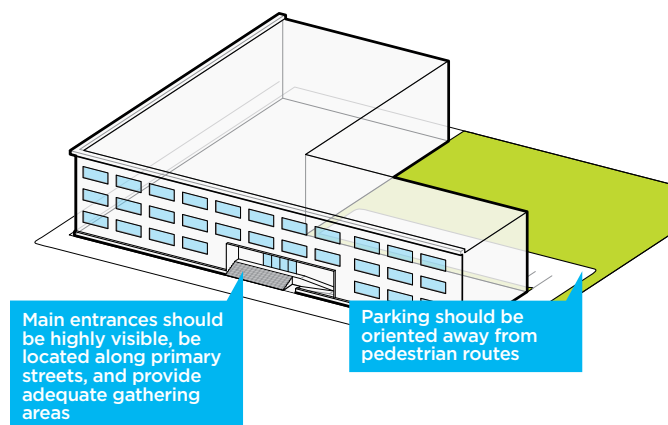 Main entrances should
be highly visible, be
located along primary
streets, and provide
adequate gathering
areas
Parking should be
oriented away from
pedestrian routes